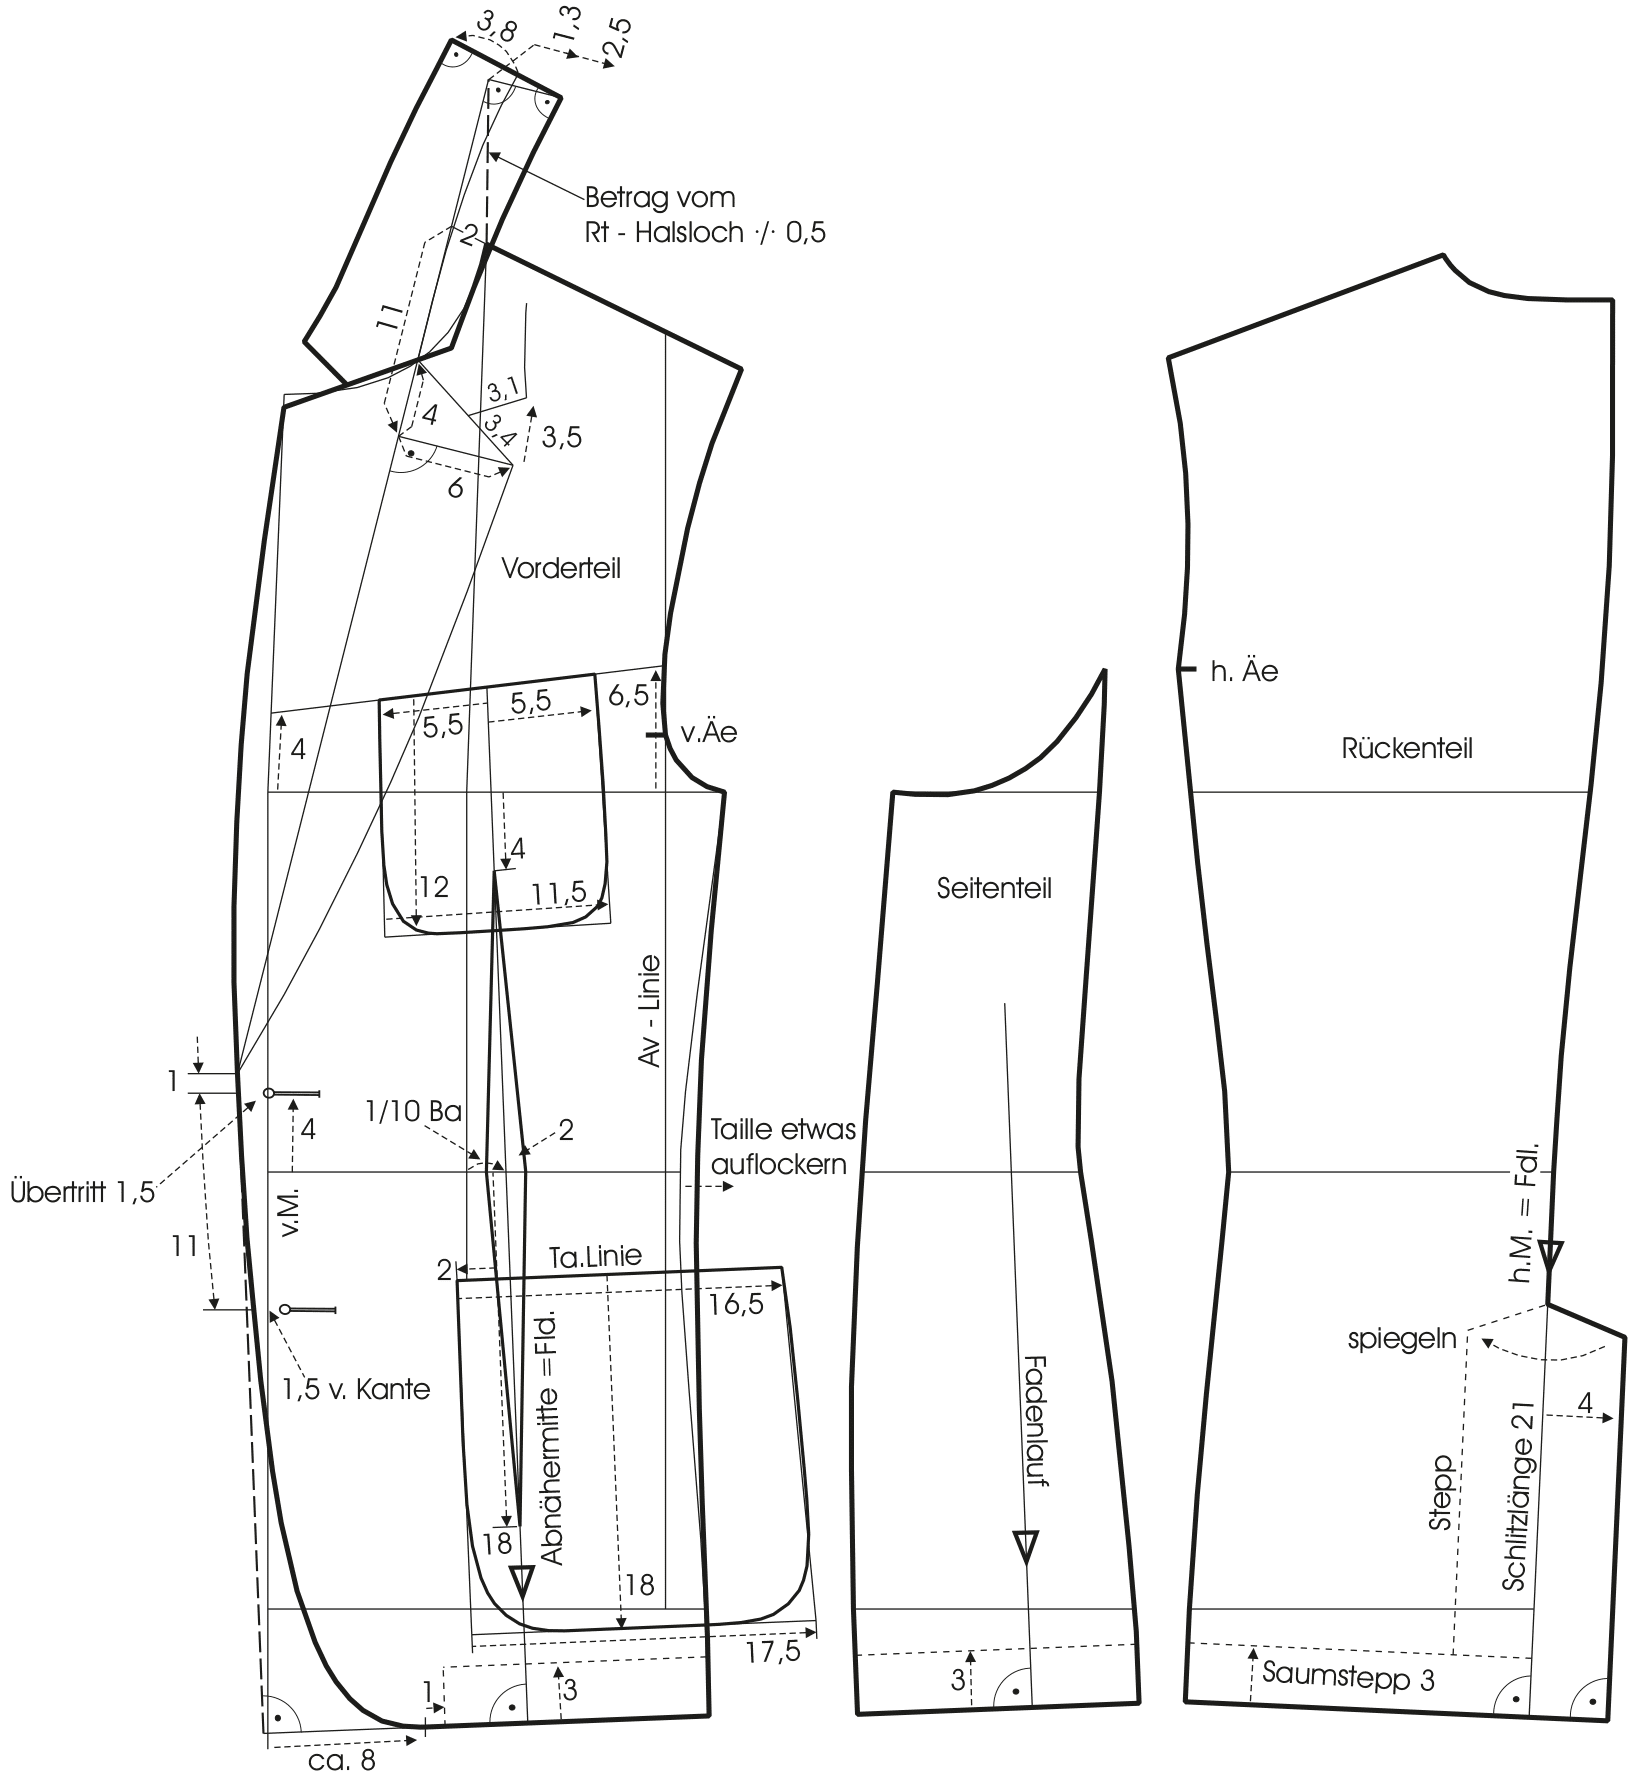 3,8
1,3
2,5
Betrag vom
Rt - Halsloch ·/· 0,5
2
11
4
3,1
3,4
3,5
6
Vorderteil
5,5
5,5
6,5
v.Äe
4
4
12
11,5
Av - Linie
1
1/10 Ba
2
4
Taille etwas
auflockern
Übertritt 1,5
v.M.
11
2
Ta.Linie
16,5
1,5 v. Kante
Abnähermitte =Fld.
18
18
17,5
1
3
ca. 8
Seitenteil
Fadenlauf
3
h. Äe
Rückenteil
h.M. = Fdl.
spiegeln
4
Stepp
Schlitzlänge 21
Saumstepp 3